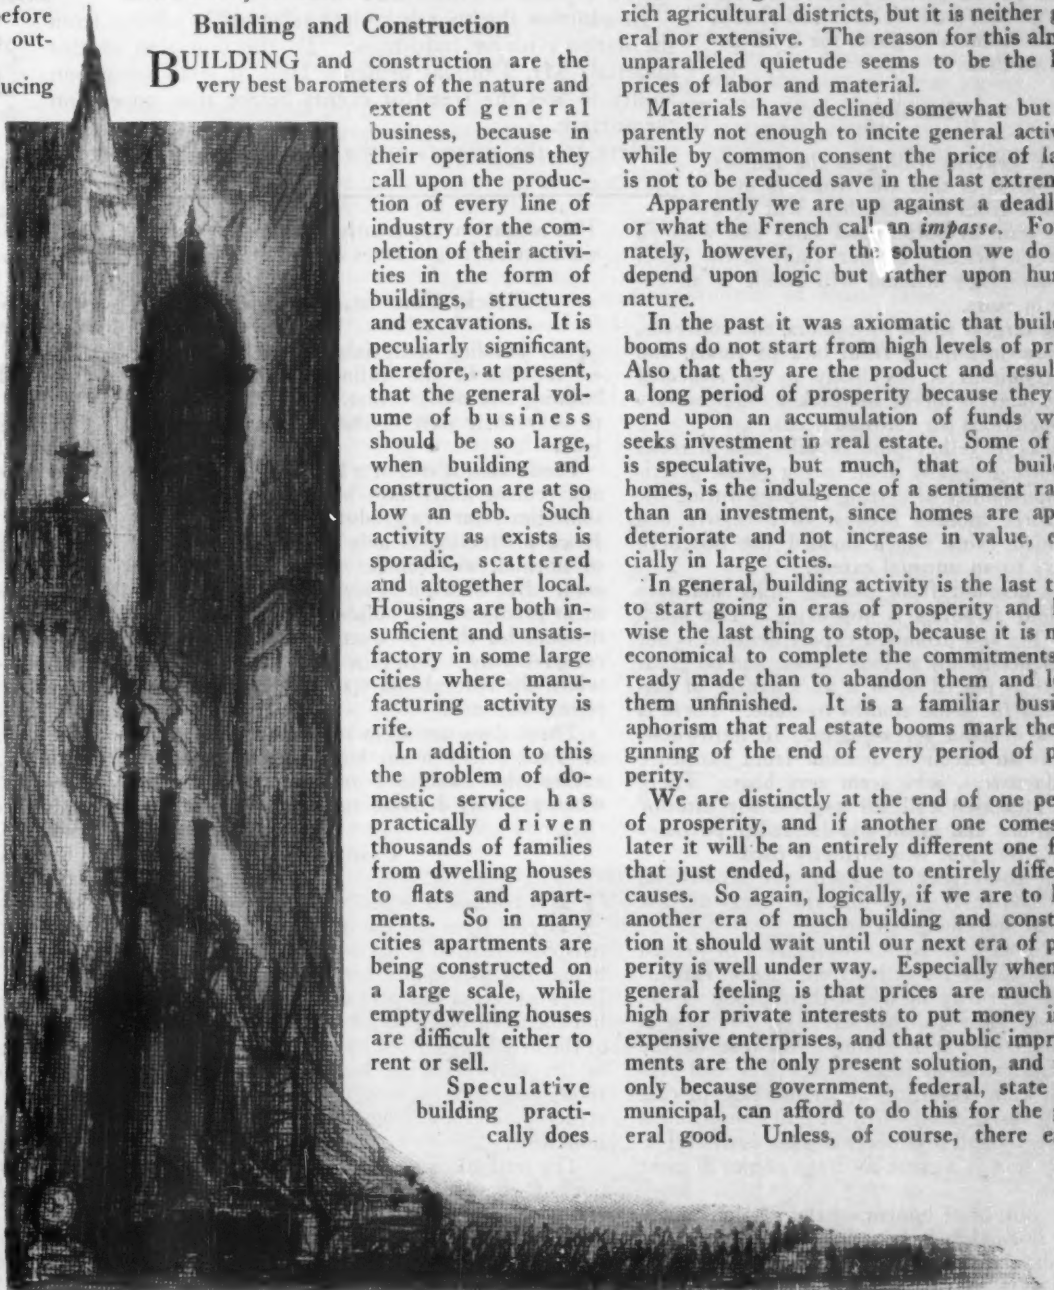 efore
out-
ucing
Building and Construction
BUILDING and construction are the
very best barometers of the nature and
extent of general
business, because in
their operations they
call upon the produc-
tion of every line of
industry for the com-
pletion of their activi-
ties in the form of
buildings, structures
and excavations. It is
peculiarly significant,
therefore, at present,
that the general vol-
ume of business
should be so large,
when building and
construction are at so
low an ebb. Such
activity as exists is
sporadic, scattered
and altogether local.
Housings are both in-
sufficient and unsatis-
factory in some large
cities where manu-
facturing activity is
rife.
In addition to this
the problem of do-
mestic service has
practically driven
thousands of families
from dwelling houses
to flats and apart-
ments. So in many
cities apartments are
being constructed on
a large scale, while
empty dwelling houses
are difficult either to
rent or sell.
Speculative
building practi-
cally does
rich agricultural districts, but it is neither
eral nor extensive. The reason for this alm
unparalleled quietude seems to be the
prices of labor and material.
Materials have declined somewhat but
parently not enough to incite general activ
while by common consent the price of la
is not to be reduced save in the last extrem
Apparently we are up against a deadl
or what the French call an impasse. Fo
nately, however, for the solution we do
depend upon logic but rather upon hu
nature.
In the past it was axiomatic that buil
booms do not start from high levels of pr
Also that they are the product and resul
a long period of prosperity because they
pend upon an accumulation of funds w
seeks investment in real estate. Some of
is speculative, but much, that of buil
homes, is the indulgence of a sentiment ra
than an investment, since homes are ap
deteriorate and not increase in value, e
cially in large cities.
In general, building activity is the last t
to start going in eras of prosperity and
wise the last thing to stop, because it is m
economical to complete the commitments
ready made than to abandon them and l
them unfinished. It is a familiar busi
aphorism that real estate booms mark the
ginning of the end of every period of p
perity.
We are distinctly at the end of one pe
of prosperity, and if another one comes
later it will be an entirely different one f
that just ended, and due to entirely diffe
causes. So again, logically, if we are to
another era of much building and const
tion it should wait until our next era of p
perity is well under way. Especially when
general feeling is that prices are much
high for private interests to put money i
expensive enterprises, and that public impr
ments are the only present solution, and
only because government, federal, state
municipal, can afford to do this for the
eral good. Unless, of course, there e